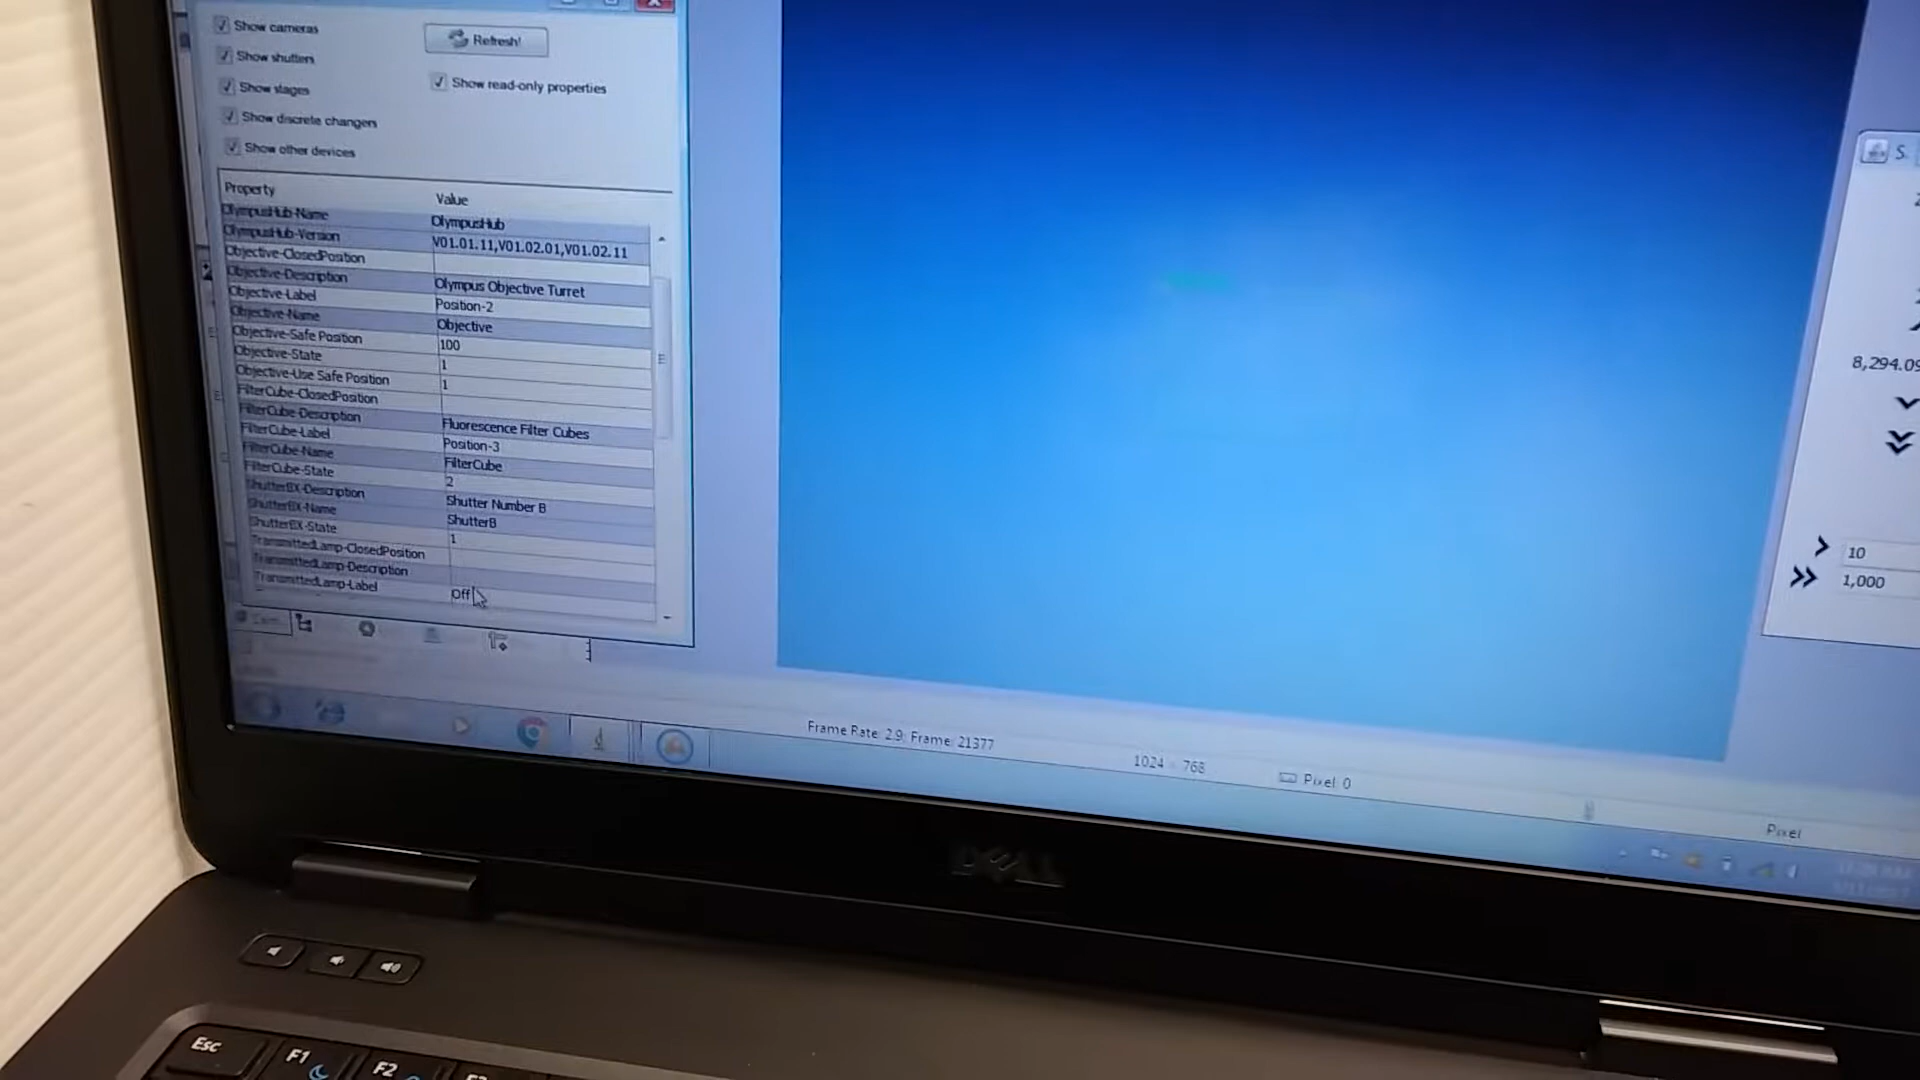 Show cameras
Refresh!
Show shutters
Show stages
Show read-only properties
Show discrete changers
Show other devices
Property Value
OlympusHub-Name OlympusHub
OlympusHub-Version V01.01.11,V01.02.01,V01.02.11
Objective-ClosedPosition
Objective-Description Olympus Objective Turret
Objective-Label Position-2
Objective-Name Objective
Objective-Safe Position 100
Objective-State 1
Objective-Use Safe Position 1
FilterCube-ClosedPosition
FilterCube-Description Fluorescence Filter Cubes
FilterCube-Label Position-3
FilterCube-Name FilterCube
FilterCube-State 2
ShutterBX-Description Shutter Number B
ShutterBX-Name ShutterB
ShutterBX-State 1
TransmittedLamp-ClosedPosition
TransmittedLamp-Description
TransmittedLamp-Label Off
S.
8,294.09
10
1,000
Frame Rate: 2.9; Frame: 21377
1024 768
Pixel 0
Pixel
DELL
Esc
F1
F2